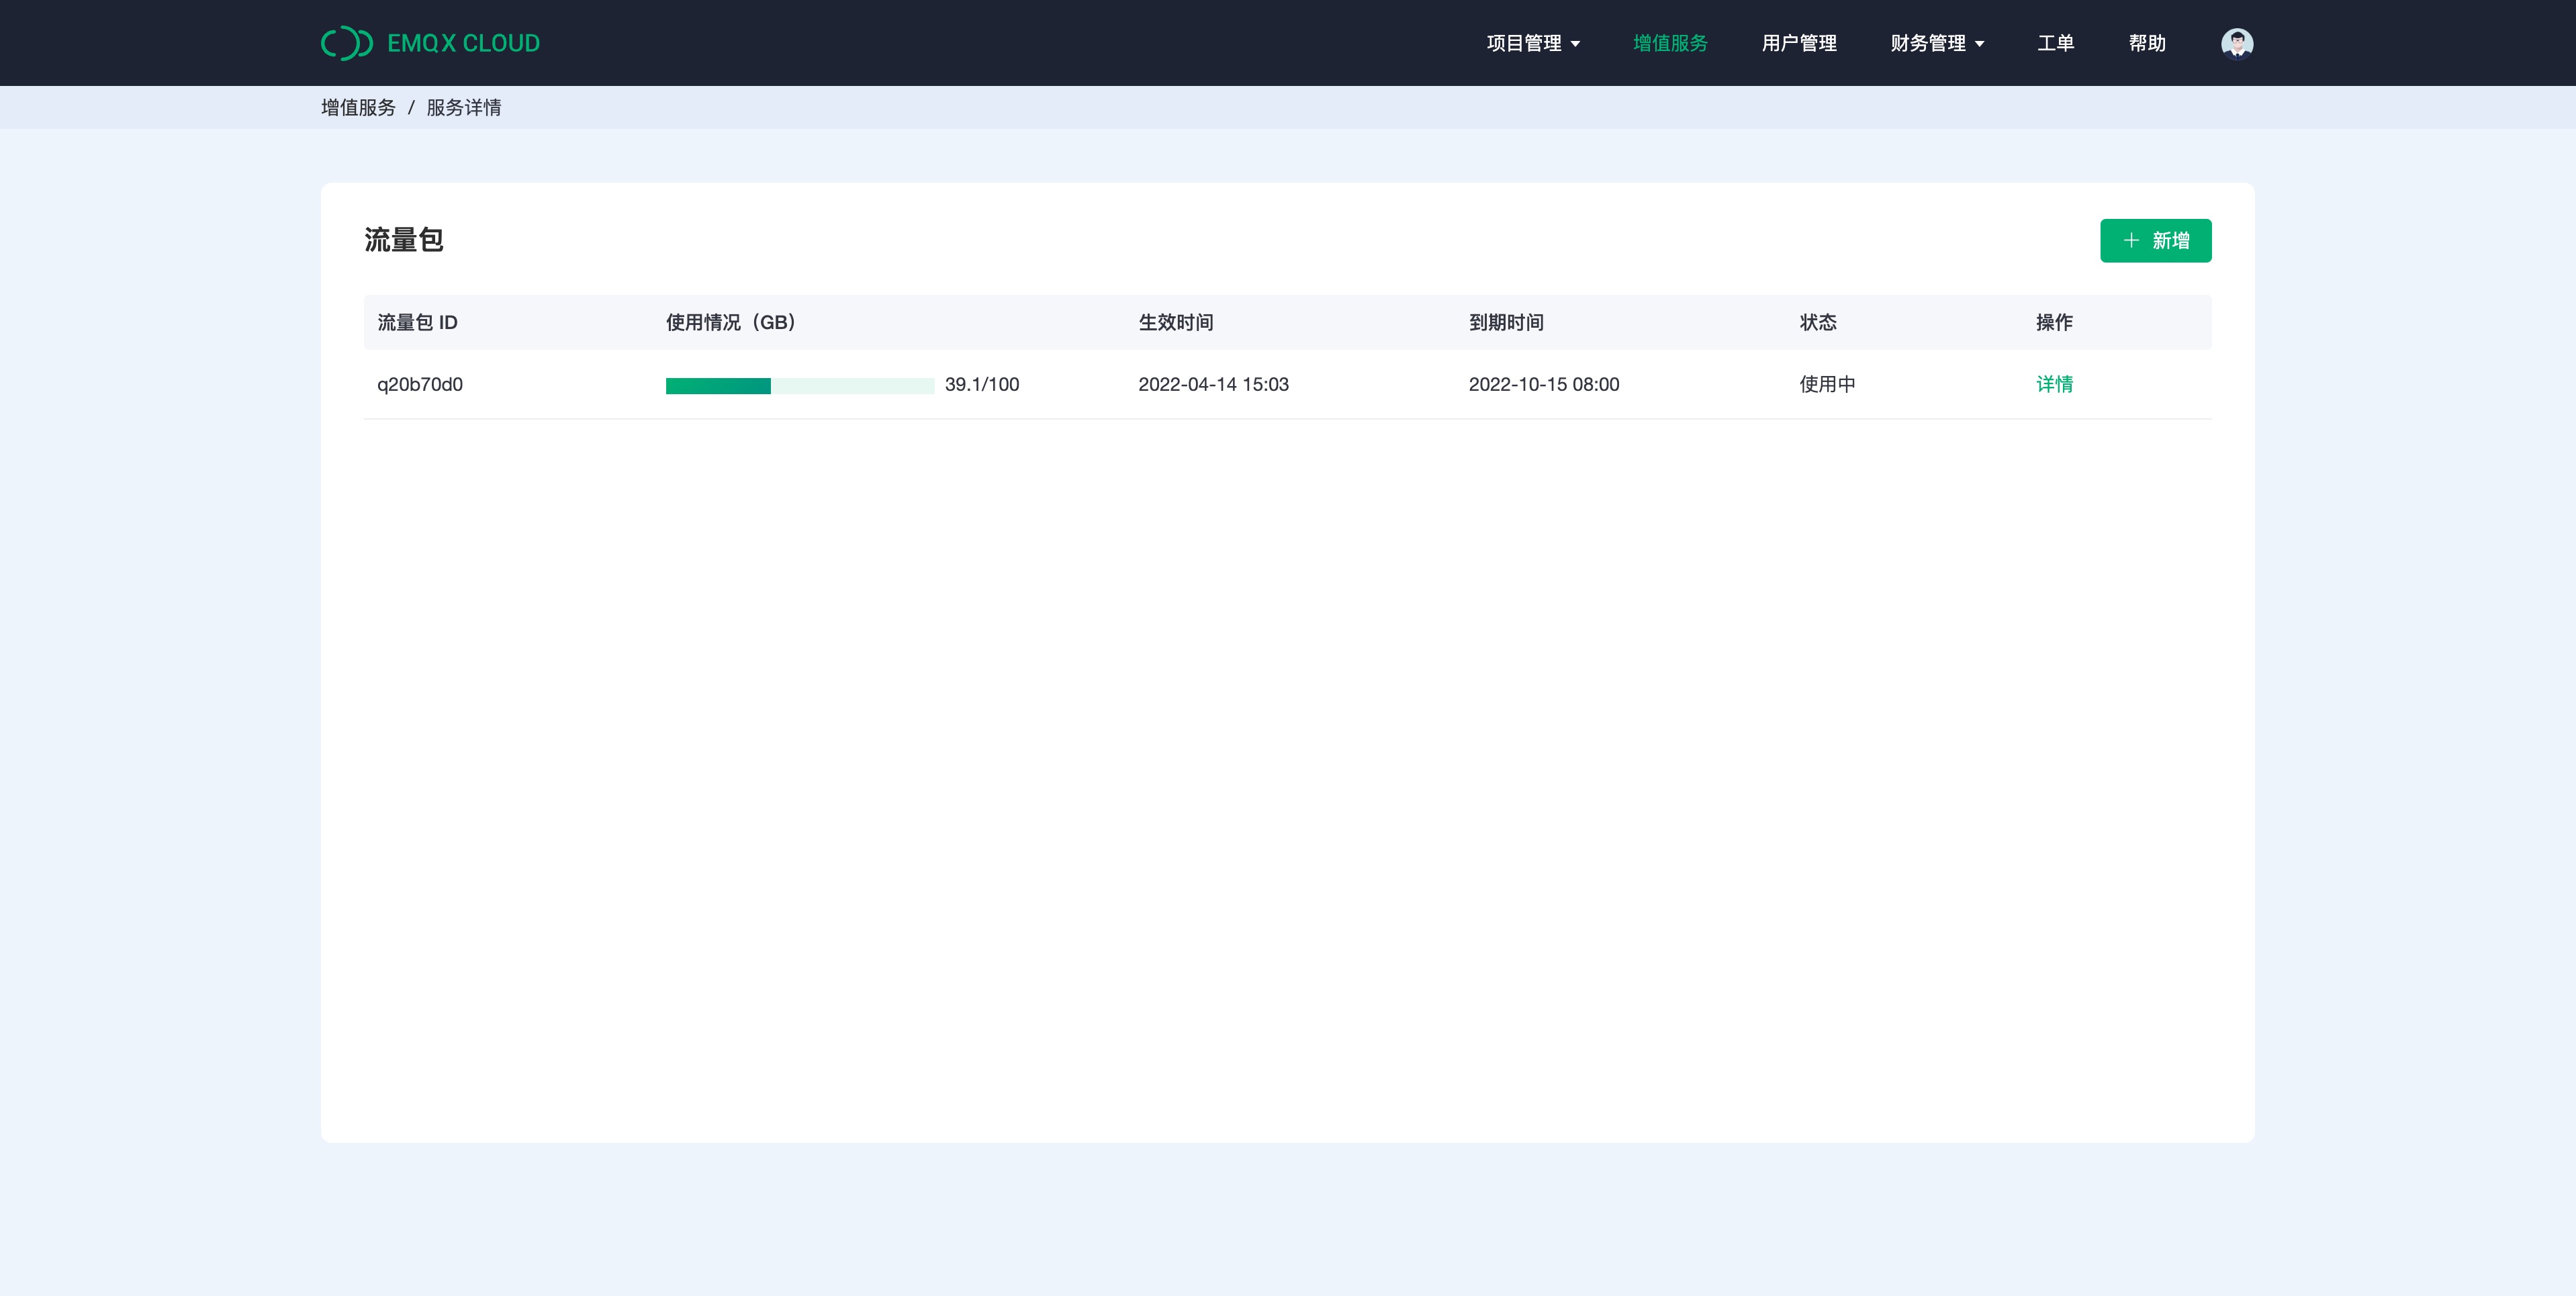 EMQX CLOUD 项目管理 增值服务 用户管理 财务管理 工单 帮助
增值服务 / 服务详情
流量包
新增
流量包 ID 使用情况（GB） 生效时间 到期时间 状态 操作
q20b70d0 39.1/100 2022-04-14 15:03 2022-10-15 08:00 使用中 详情